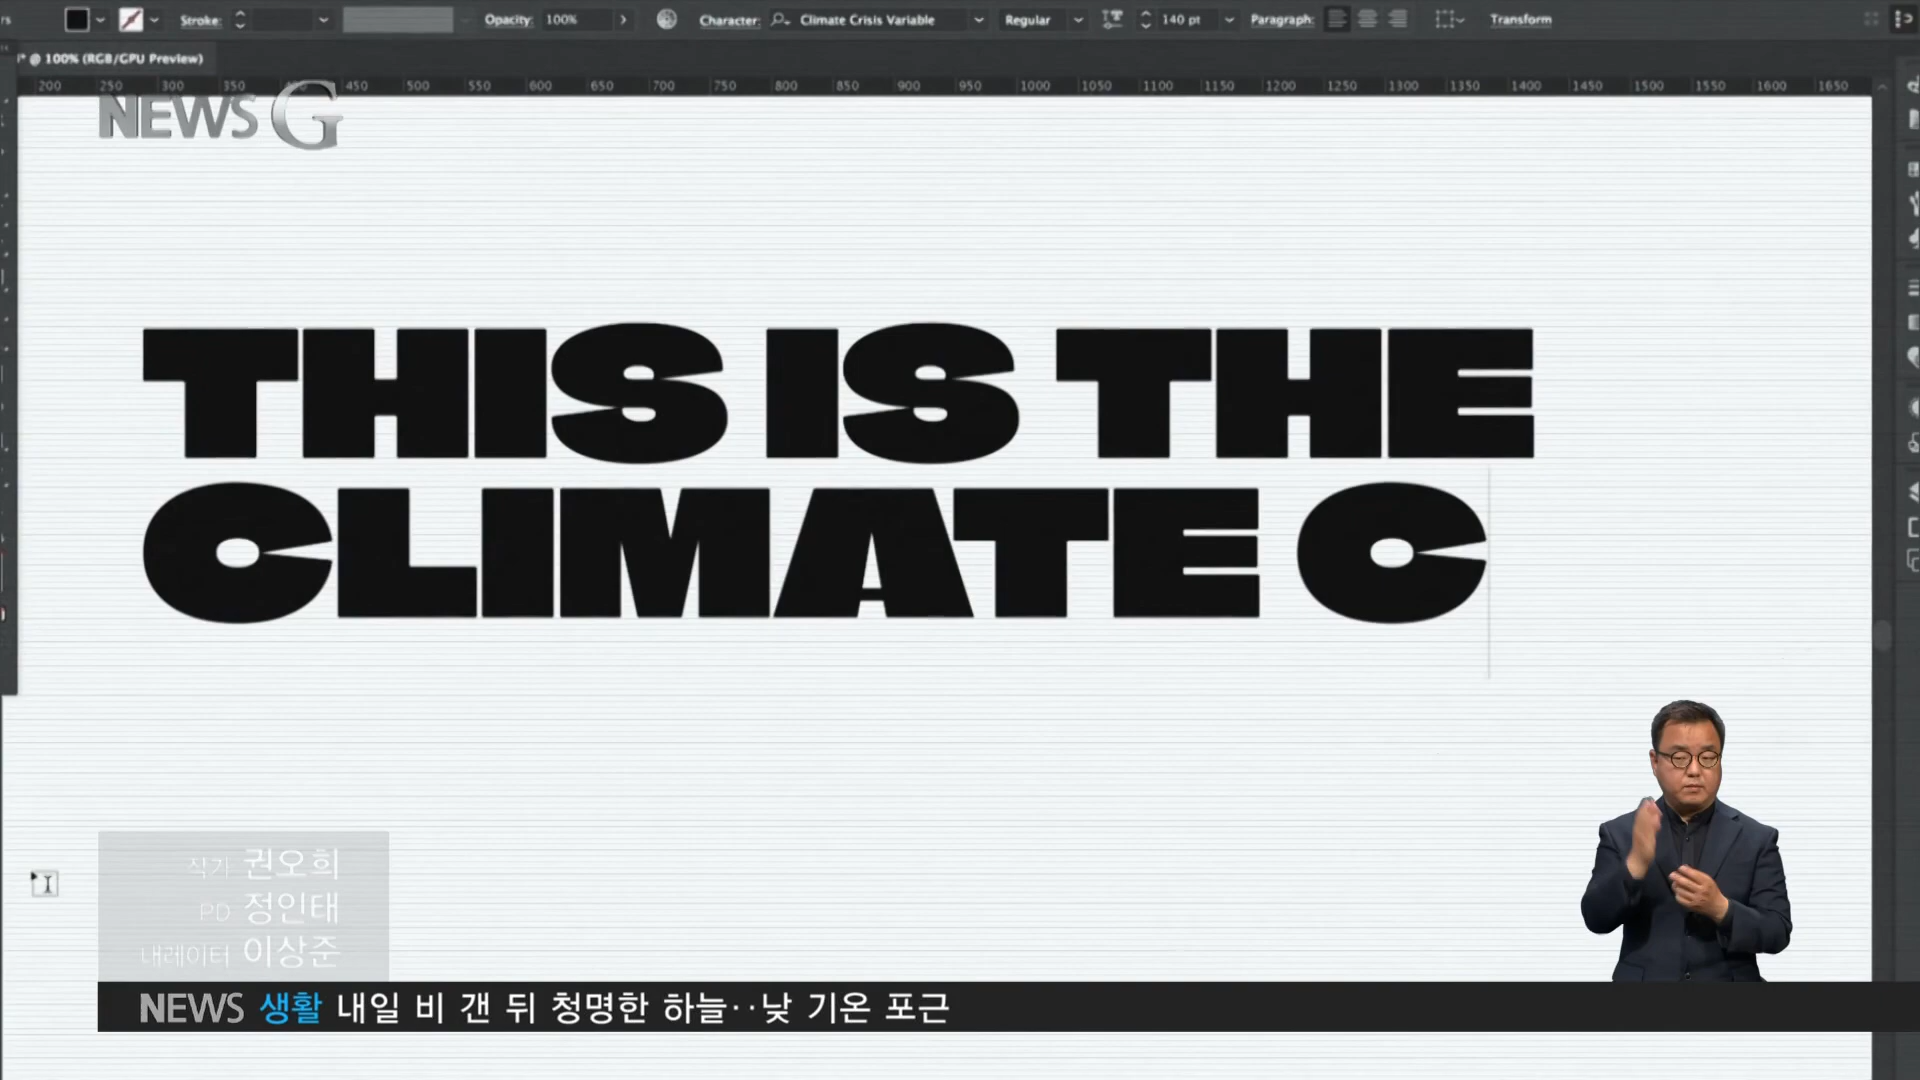 Stroke: Opacity: 100% Character: Climate Crisis Variable Regular 140 pt Paragraph: Transform
@ 100% (RGB/GPU Preview)
200 250 300 350 400 450 500 550 600 650 700 750 800 850 900 950 1000 1050 1100 1150 1200 1250 1300 1350 1400 1450 1500 1550 1600 1650
NEWS G
THIS IS THE
CLIMATE C
작가 권오희
PD 정인태
내레이터 이상준
NEWS 생활 내일 비 갠 뒤 청명한 하늘··낮 기온 포근